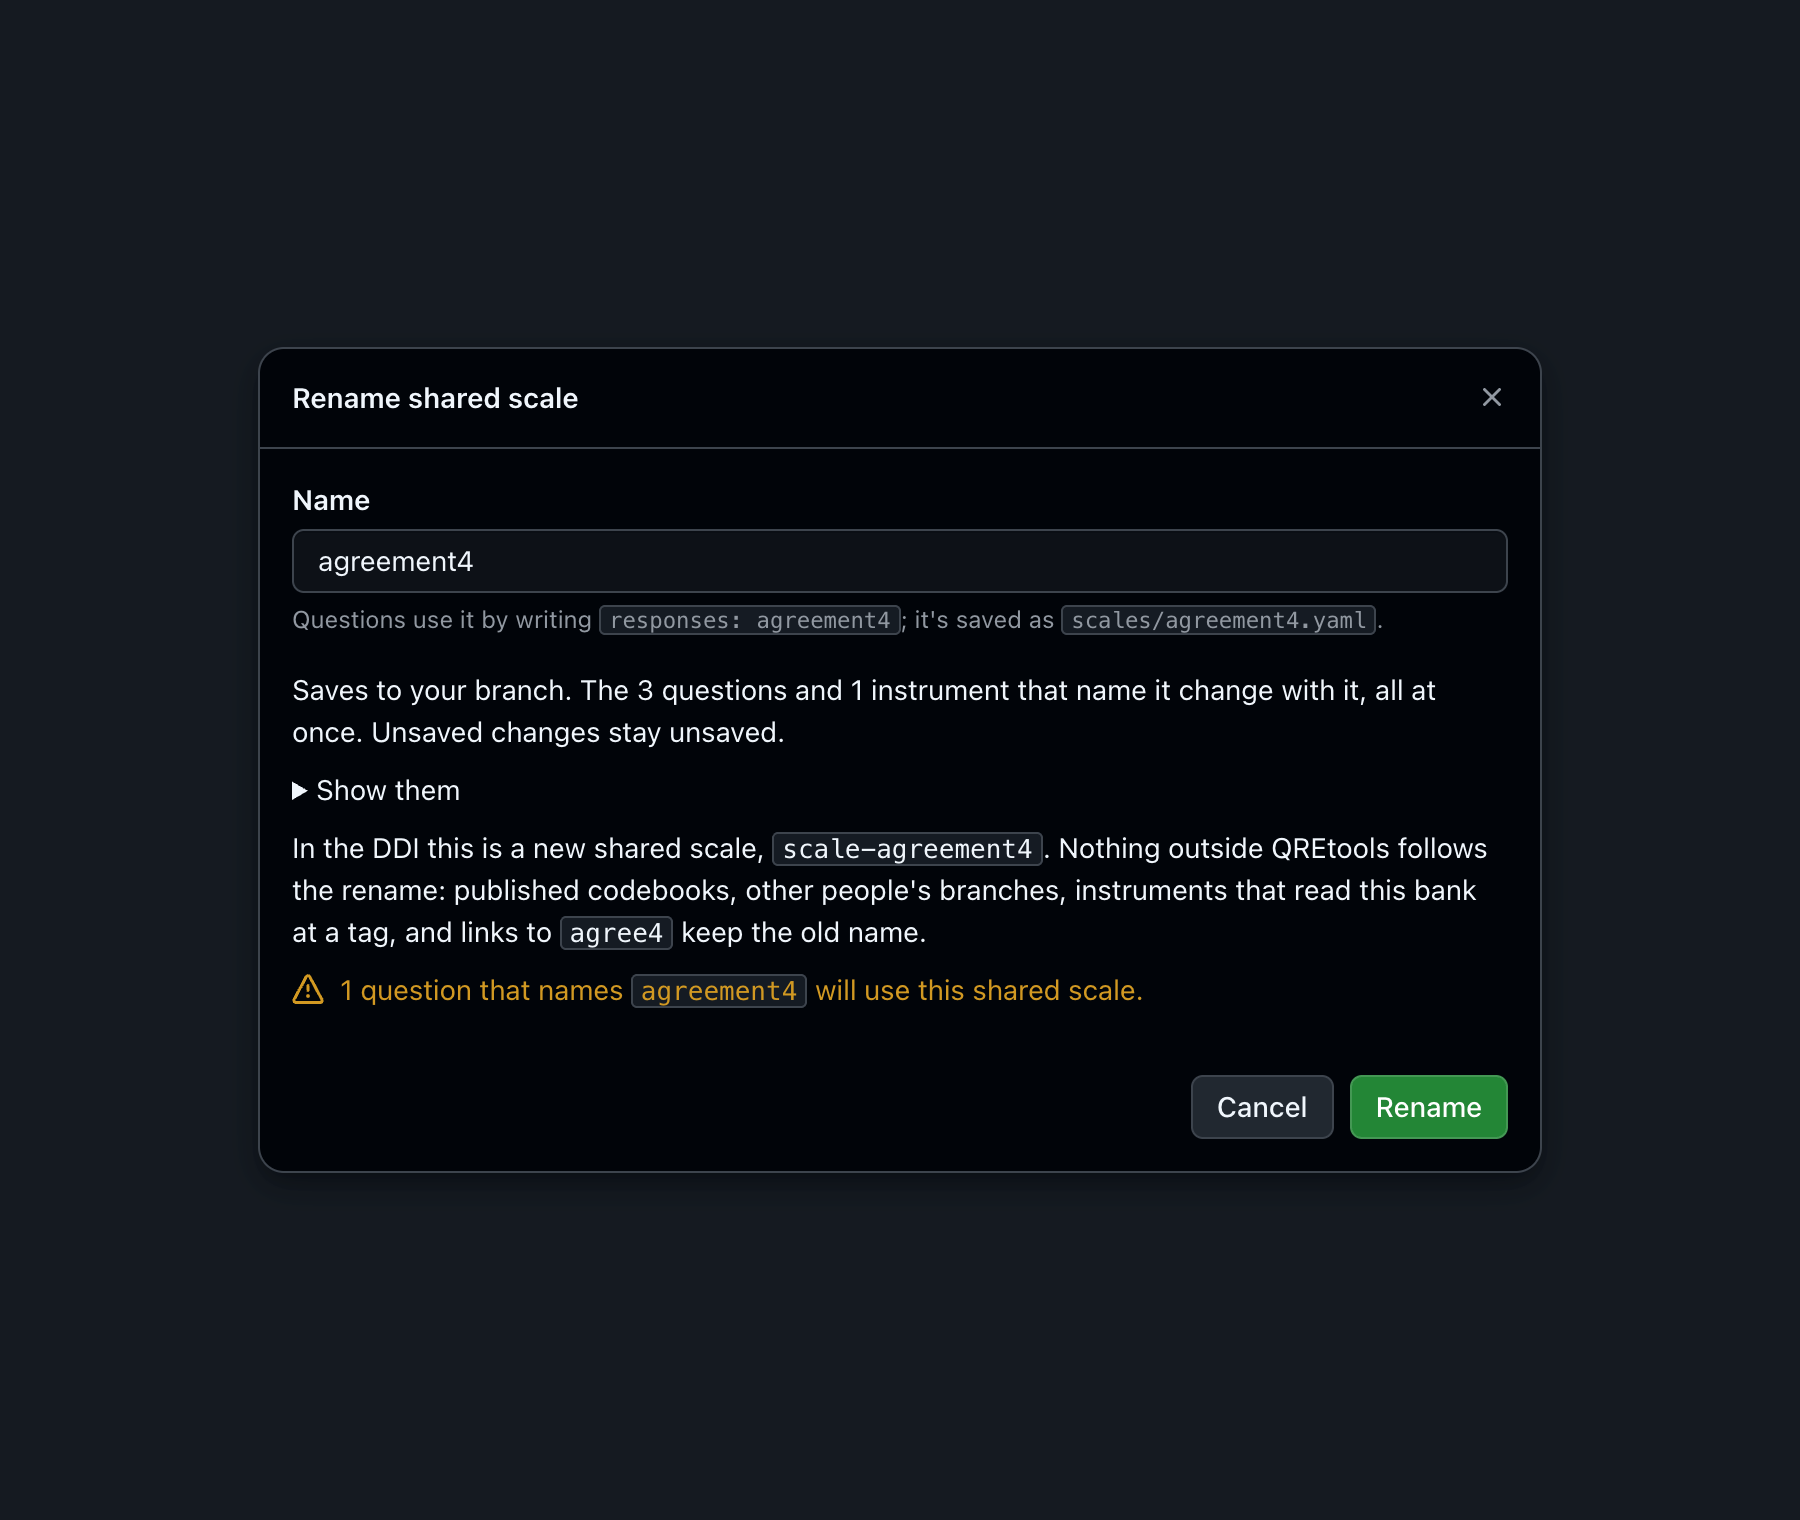 Rename shared scale
Name
agreement4
Questions use it by writing responses: agreement4; it's saved as scales/agreement4.yaml.
Saves to your branch. The 3 questions and 1 instrument that name it change with it, all at
once. Unsaved changes stay unsaved.
Show them
In the DDI this is a new shared scale, scale-agreement4. Nothing outside QREtools follows
the rename: published codebooks, other people's branches, instruments that read this bank
at a tag, and links to agree4 keep the old name.
1 question that names agreement4 will use this shared scale.
Cancel Rename